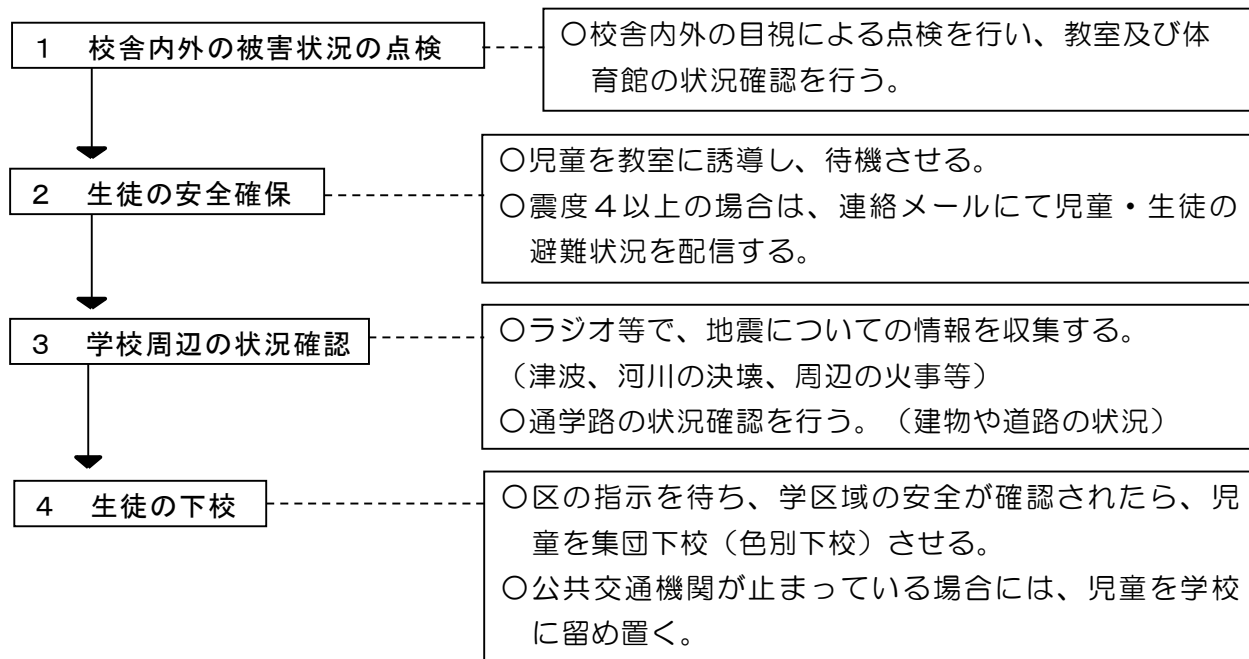 １　校舎内外の被害状況の点検
○校舎内外の目視による点検を行い、教室及び体
育館の状況確認を行う。
２　生徒の安全確保
○児童を教室に誘導し、待機させる。
○震度４以上の場合は、連絡メールにて児童・生徒の
避難状況を配信する。
３　学校周辺の状況確認
○ラジオ等で、地震についての情報を収集する。
（津波、河川の決壊、周辺の火事等）
○通学路の状況確認を行う。（建物や道路の状況）
４　生徒の下校
○区の指示を待ち、学区域の安全が確認されたら、児
童を集団下校（色別下校）させる。
○公共交通機関が止まっている場合には、児童を学校
に留め置く。